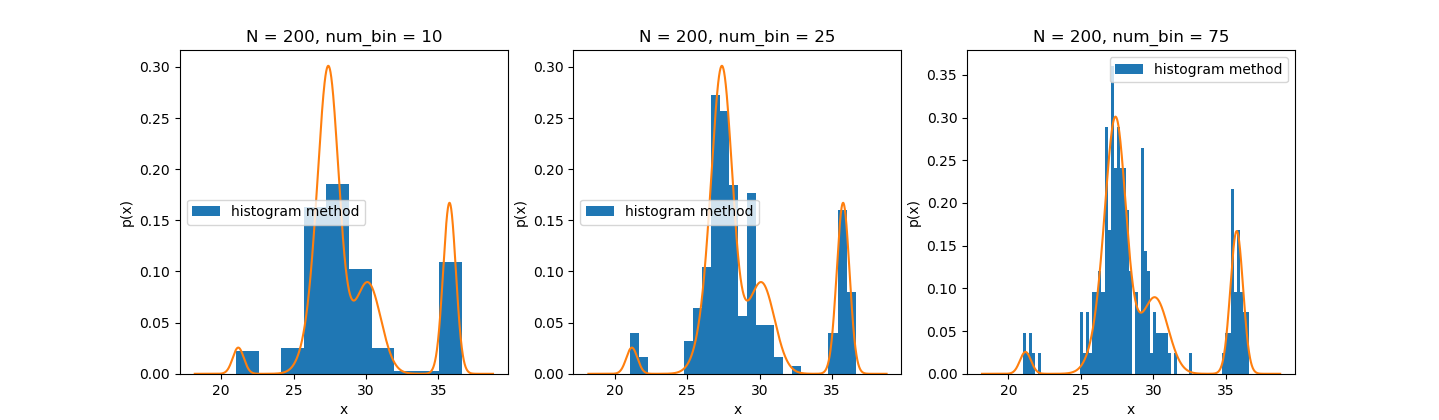 N = 200, num_bin = 10
0.30
0.25
0.20
0.15
0.10
0.05
0.00
p(x)
histogram method
20 25 30 35
x
N = 200, num_bin = 25
0.30
0.25
0.20
0.15
0.10
0.05
0.00
p(x)
histogram method
20 25 30 35
x
N = 200, num_bin = 75
0.35
0.30
0.25
0.20
0.15
0.10
0.05
0.00
p(x)
histogram method
20 25 30 35
x